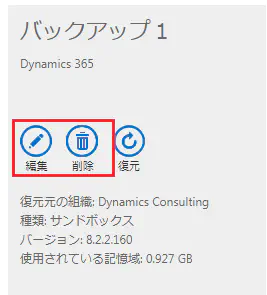 バックアップ 1
Dynamics 365
編集 削除 復元
復元元の組織: Dynamics Consulting
種類: サンドボックス
バージョン: 8.2.2.160
使用されている記憶域: 0.927 GB